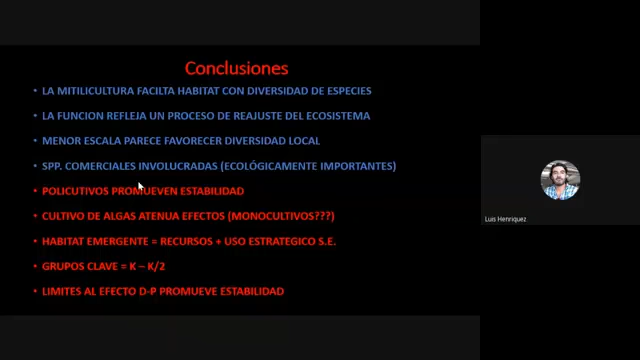 Conclusiones
• LA MITILICULTURA FACILTA HABITAT CON DIVERSIDAD DE ESPECIES
• LA FUNCION REFLEJA UN PROCESO DE REAJUSTE DEL ECOSISTEMA
• MENOR ESCALA PARECE FAVORECER DIVERSIDAD LOCAL
• SPP. COMERCIALES INVOLUCRADAS (ECOLÓGICAMENTE IMPORTANTES)
• POLICUTIVOS PROMUEVEN ESTABILIDAD
• CULTIVO DE ALGAS ATENUA EFECTOS (MONOCULTIVOS???)
• HABITAT EMERGENTE = RECURSOS + USO ESTRATEGICO S.E.
• GRUPOS CLAVE = K – K/2
• LIMITES AL EFECTO D-P PROMUEVE ESTABILIDAD
Luis Henriquez